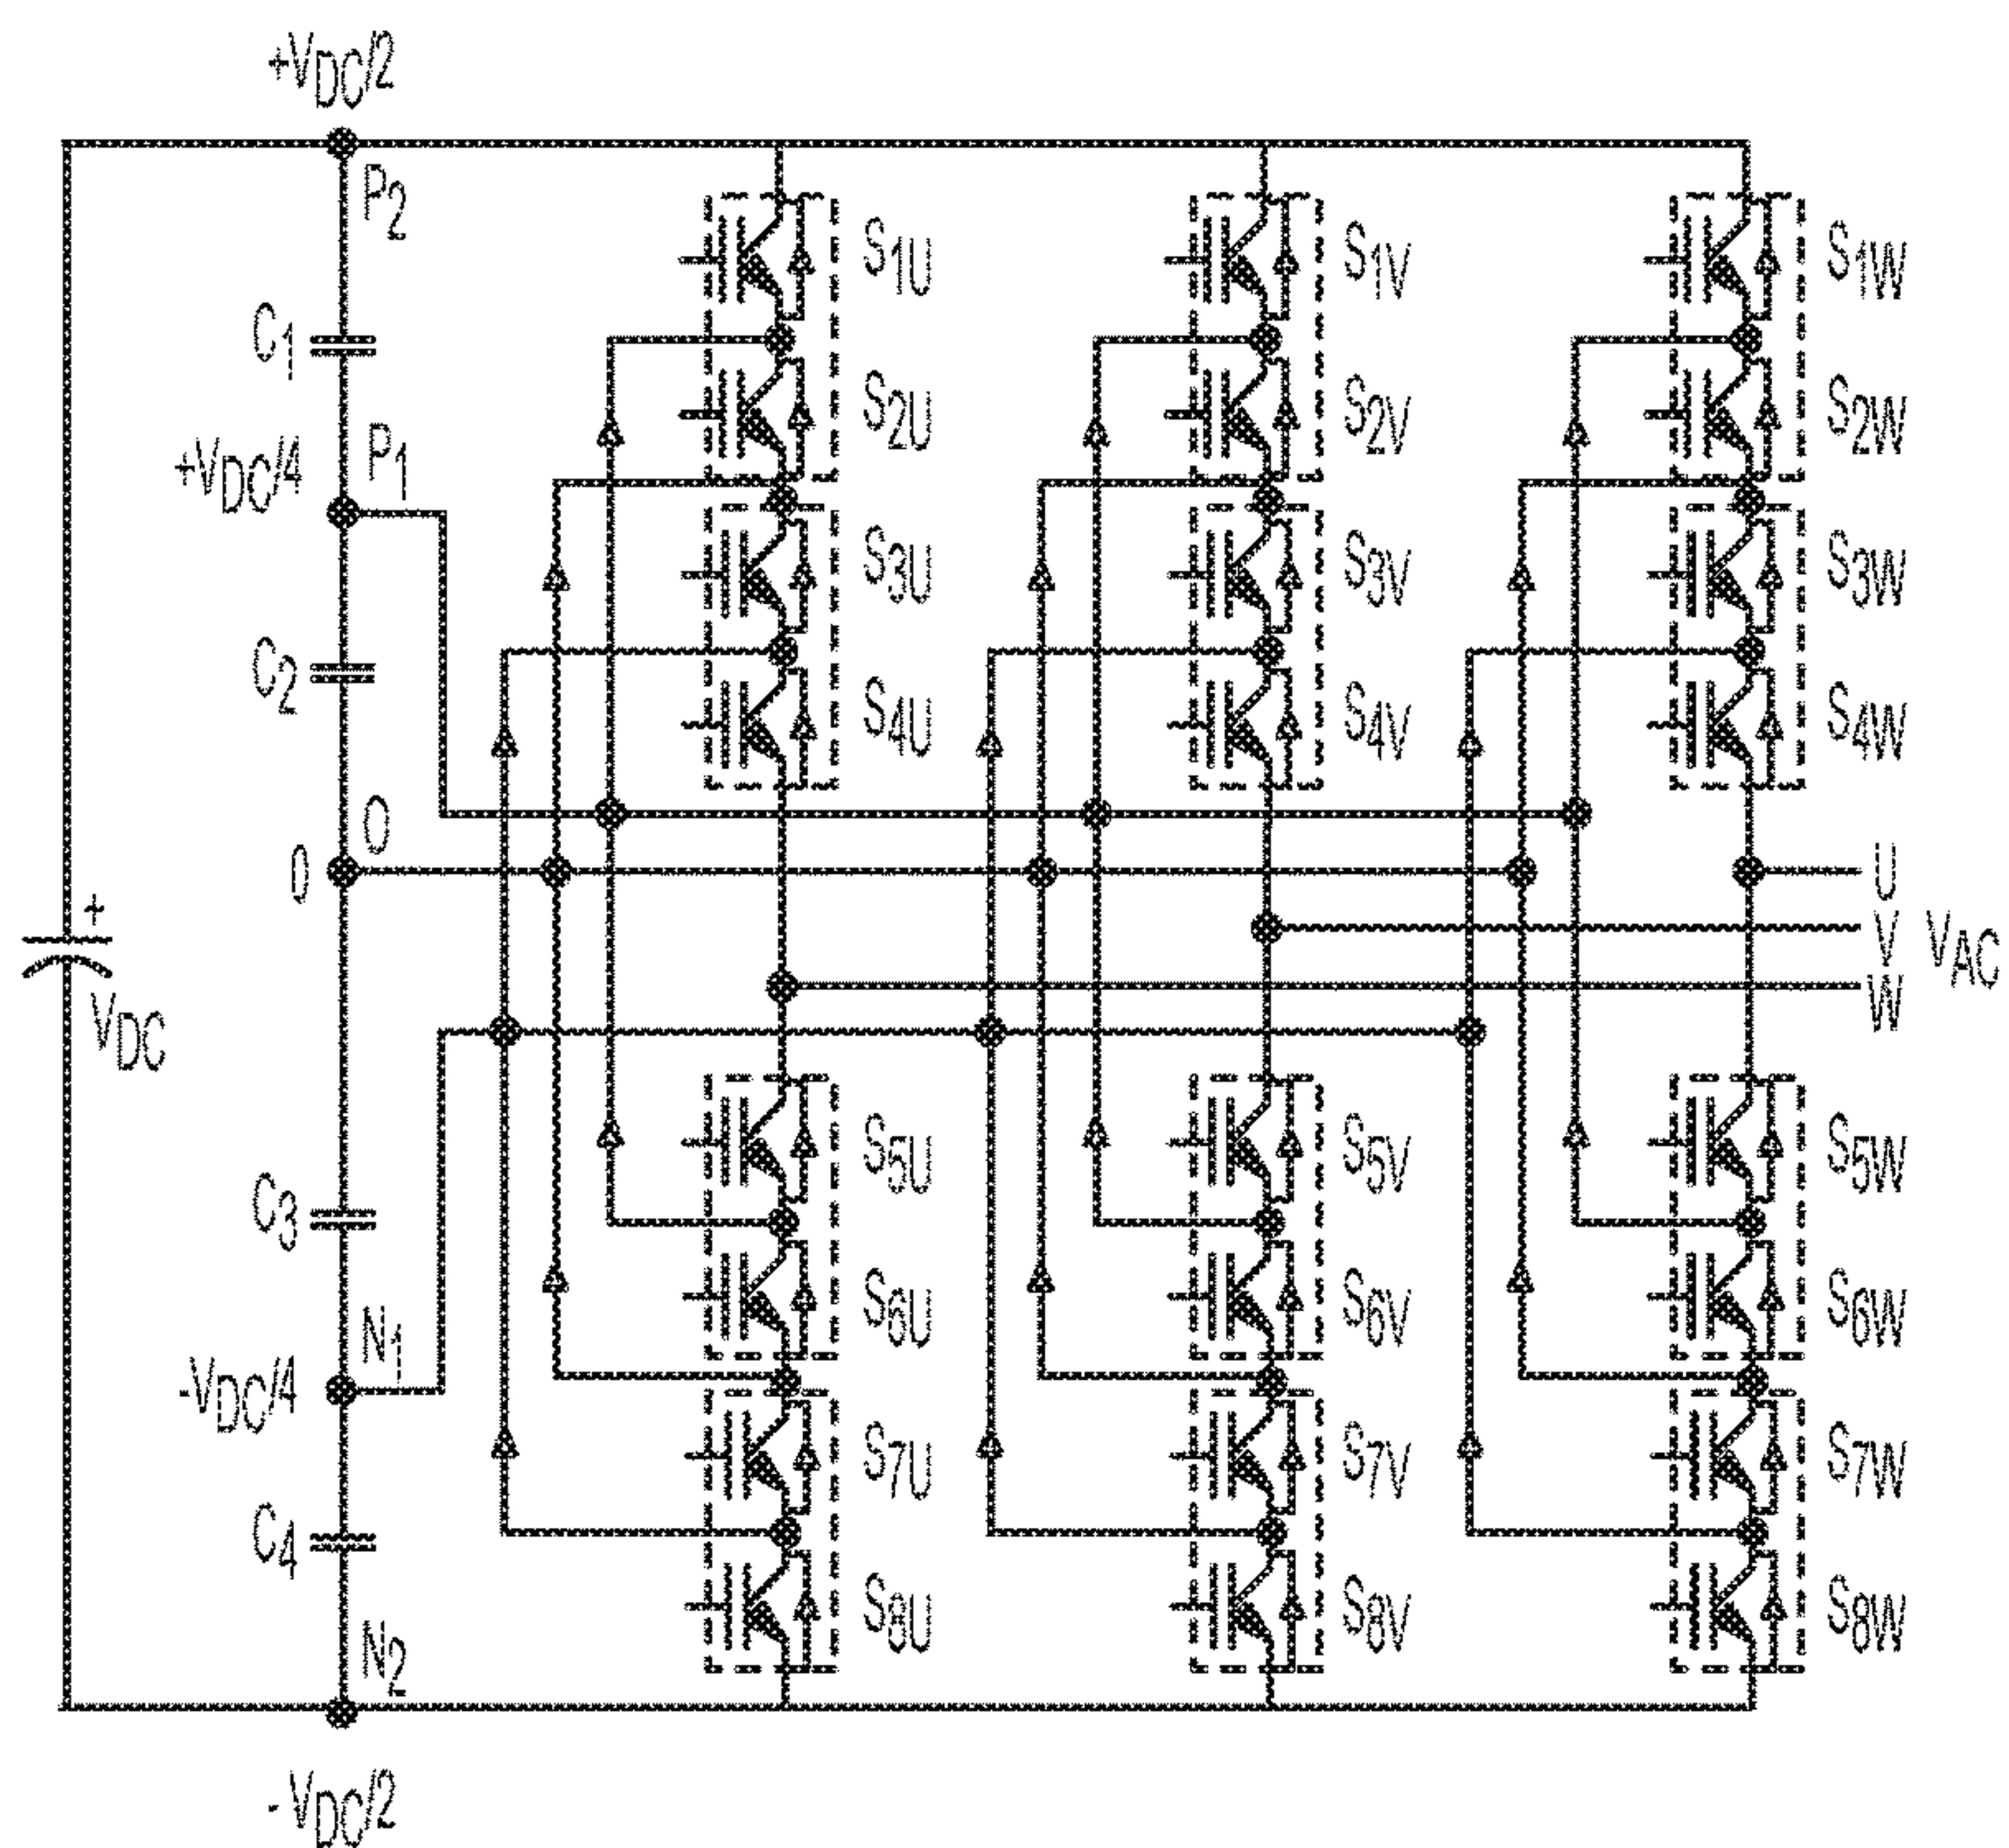 +VDC/2
P2
S1U S1V S1W
C1
S2U S2V S2W
+VDC/4 P1
S3U S3V S3W
C2
S4U S4V S4W
O
0
U
+
V VAC
W
VDC
S5U S5V S5W
C3
S6U S6V S6W
N1
-VDC/4
S7U S7V S7W
C4
S8U S8V S8W
N2
-VDC/2